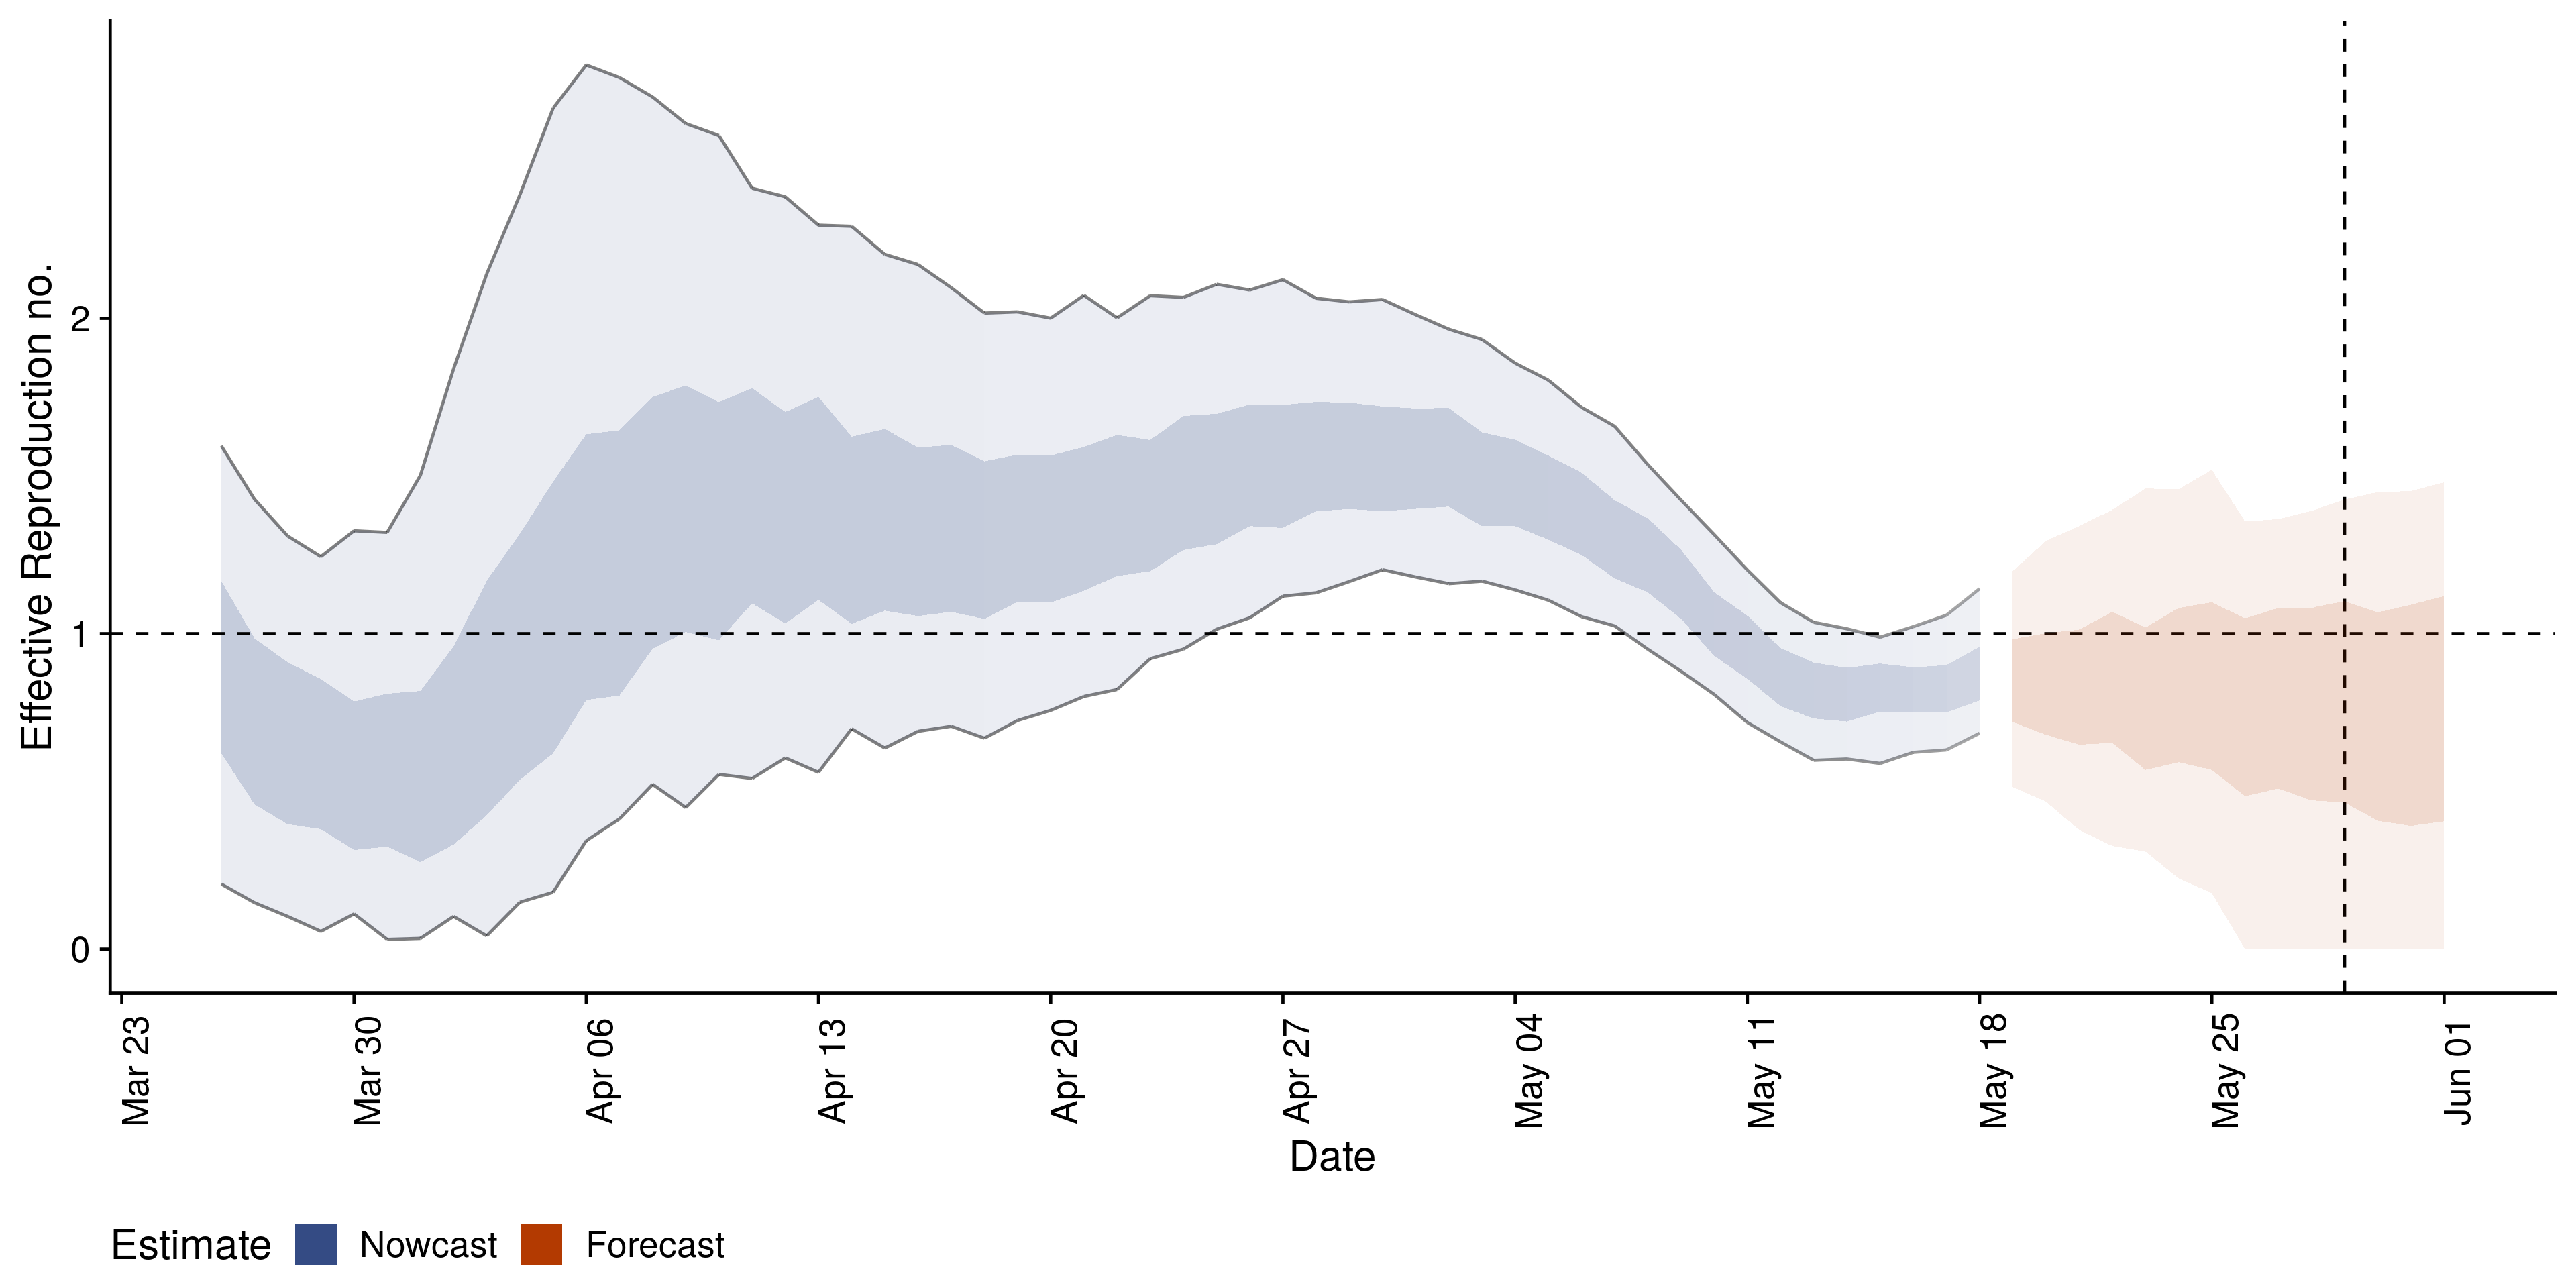 Effective Reproduction no.
2
1
0
Mar 23
Mar 30
Apr 06
Apr 13
Apr 20
Apr 27
May 04
May 11
May 18
May 25
Jun 01
Date
Estimate Nowcast Forecast